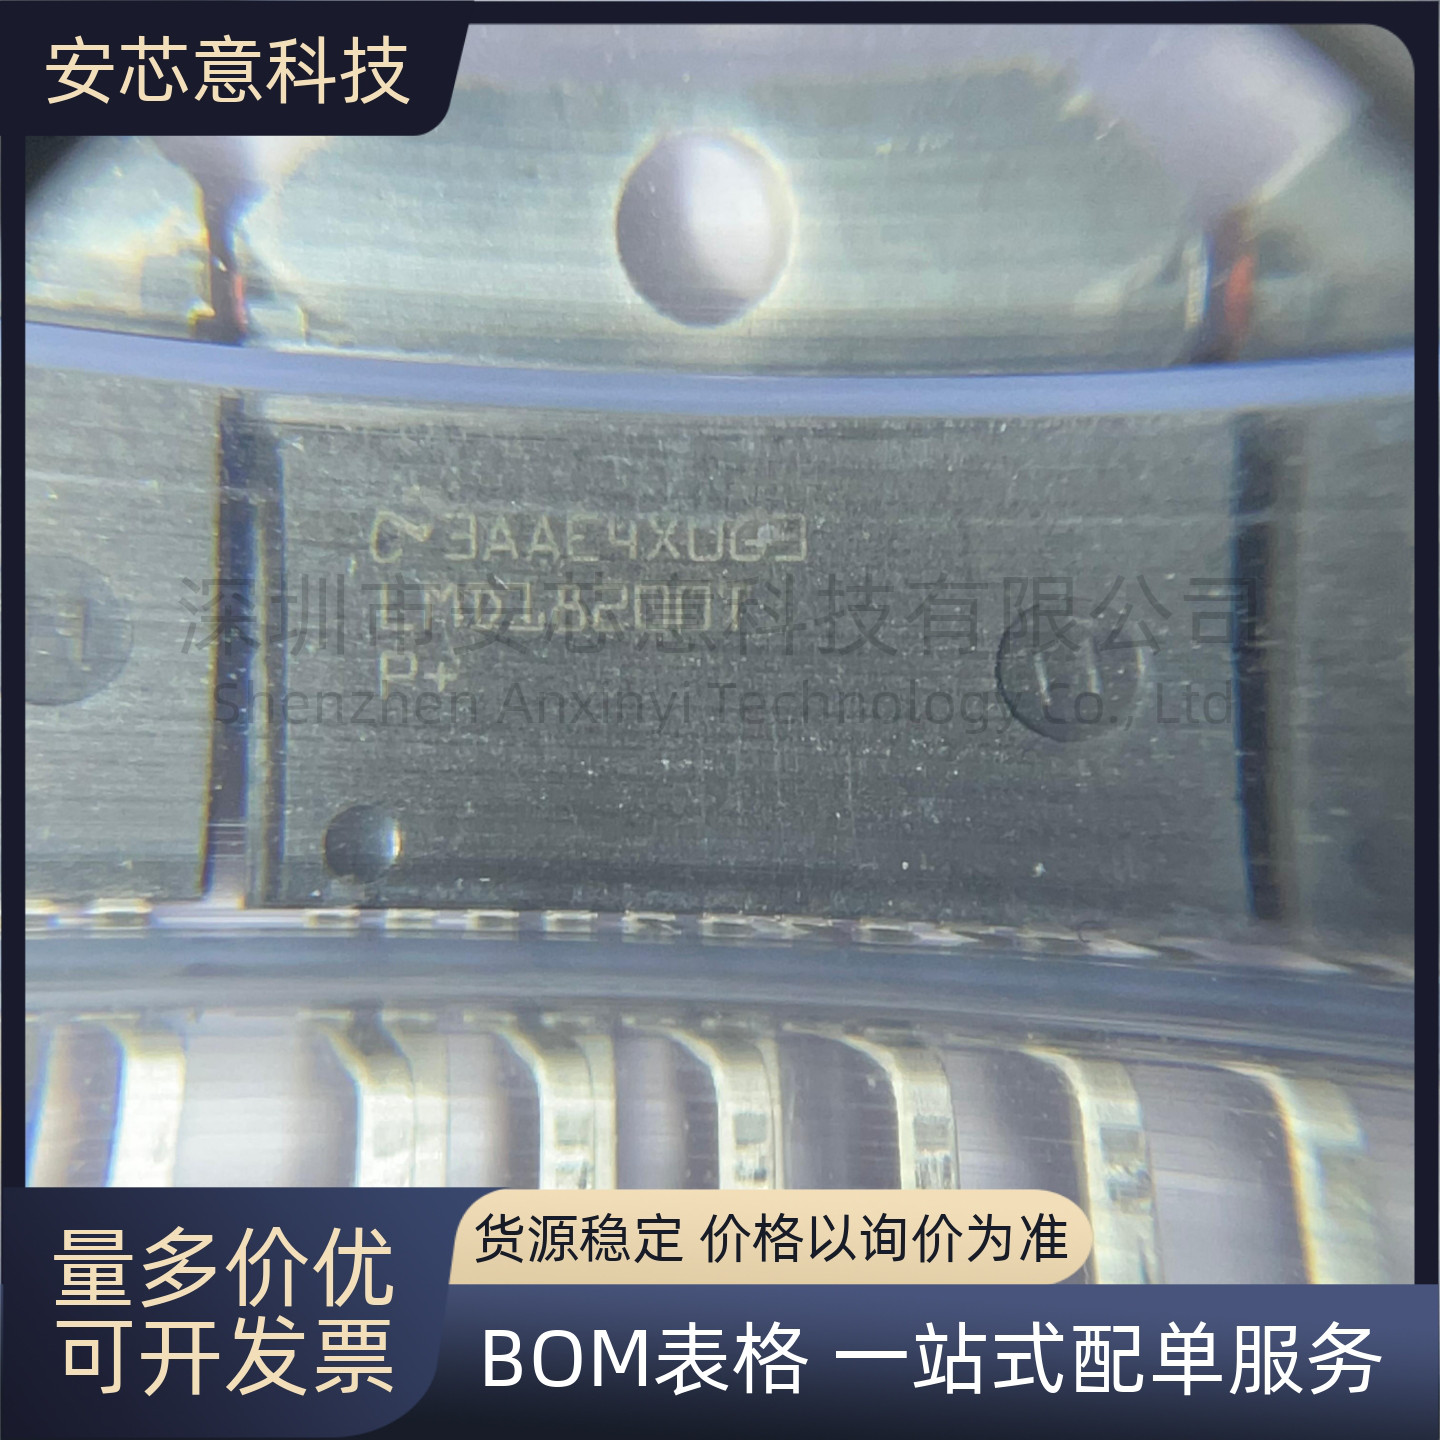 安芯意科技
3AAE4XUG3
LMD18200T
P+
深圳市安芯意科技有限公司
Shenzhen Anxinyi Technology Co., Ltd
量多价优
可开发票
货源稳定 价格以询价为准
BOM表格 一站式配单服务